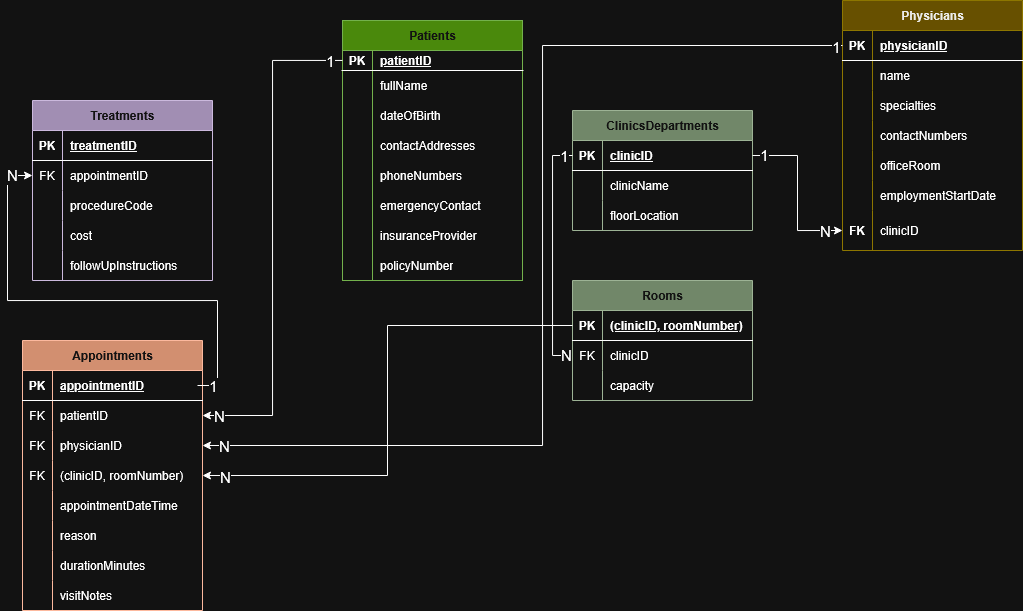 Patients
PK patientID
fullName
dateOfBirth
contactAddresses
phoneNumbers
emergencyContact
insuranceProvider
policyNumber
1
Physicians
1
PK physicianID
name
specialties
contactNumbers
officeRoom
employmentStartDate
N
FK clinicID
Treatments
PK treatmentID
N
FK appointmentID
procedureCode
cost
followUpInstructions
ClinicsDepartments
1
PK clinicID
1
clinicName
floorLocation
Rooms
PK (clinicID, roomNumber)
N
FK clinicID
capacity
Appointments
PK appointmentID
1
FK patientID
N
FK physicianID
N
FK (clinicID, roomNumber)
N
appointmentDateTime
reason
durationMinutes
visitNotes